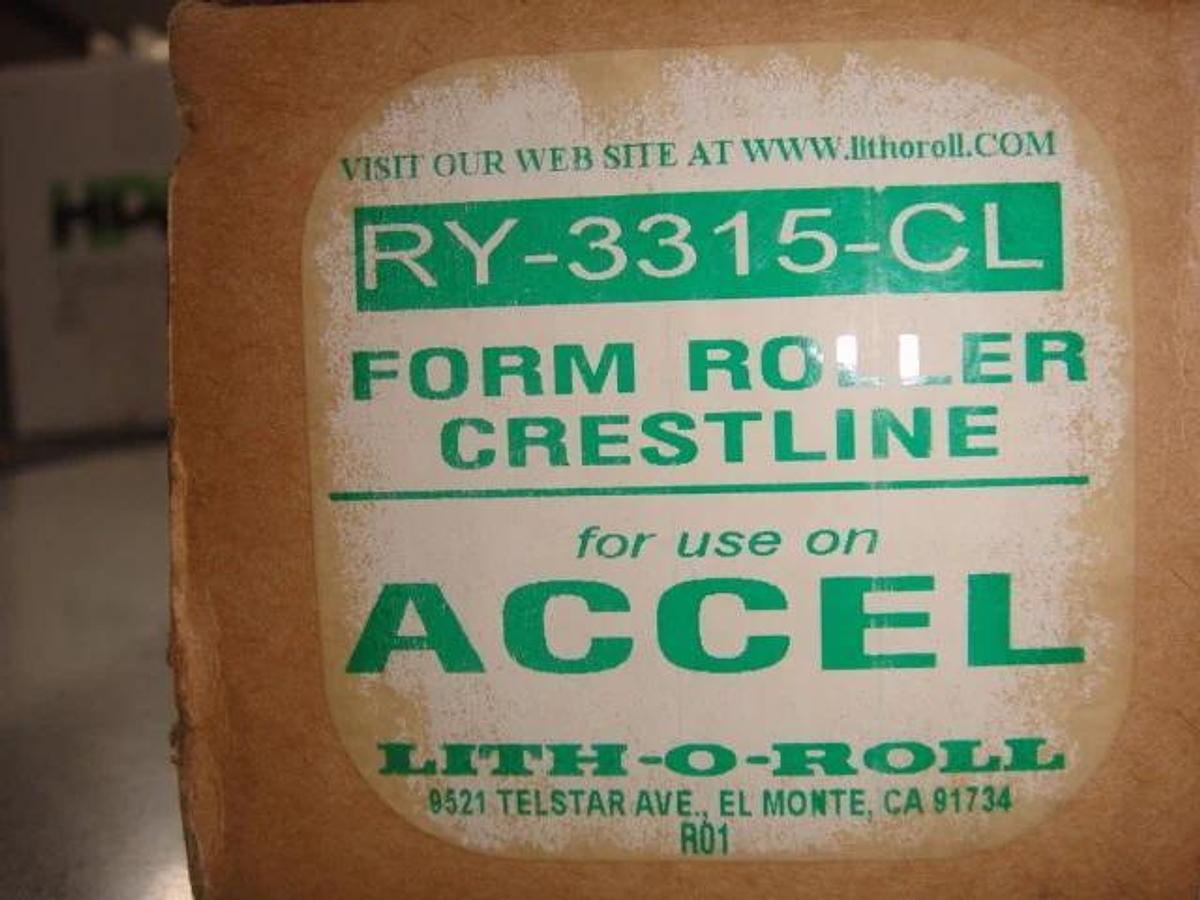 VISIT OUR WEB SITE AT WWW.lithoroll.COM
RY-3315-CL
FORM ROLLER
CRESTLINE
for use on
ACCEL
LITH-O-ROLL
9521 TELSTAR AVE., EL MONTE, CA 91734
R01